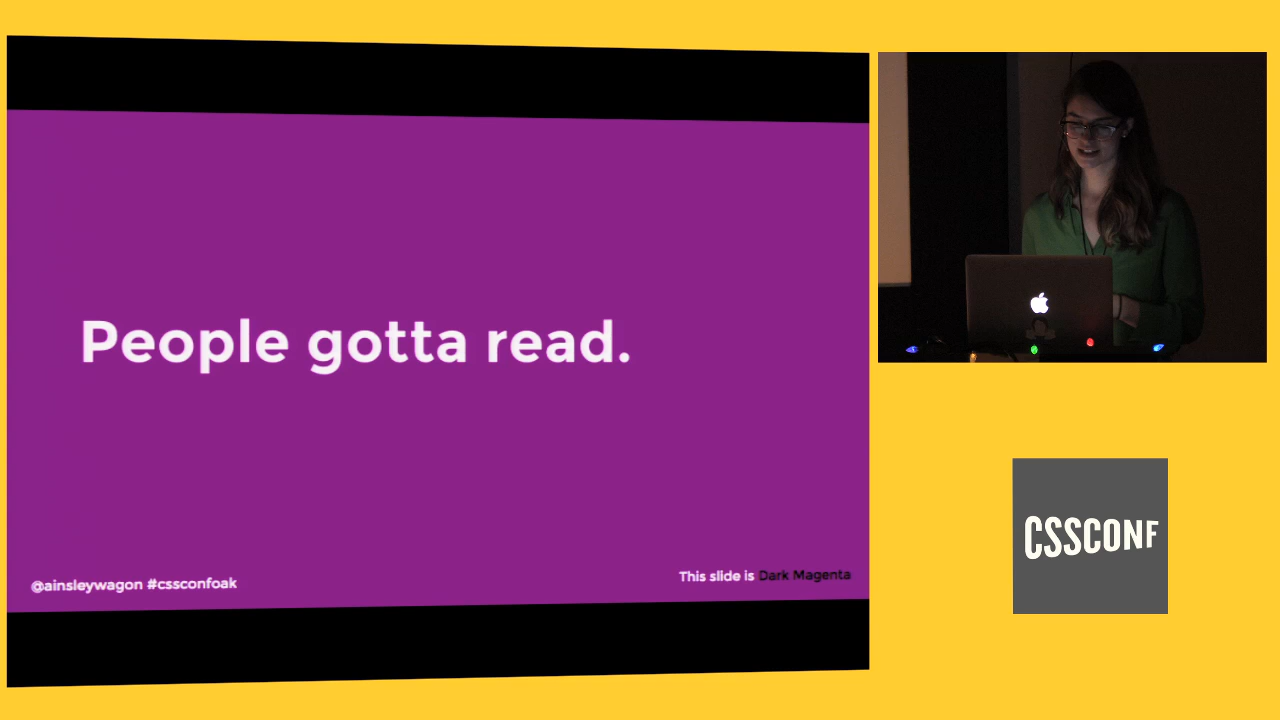 People gotta read.
@ainsleywagon #cssconfoak
This slide is Dark Magenta
CSSCONF